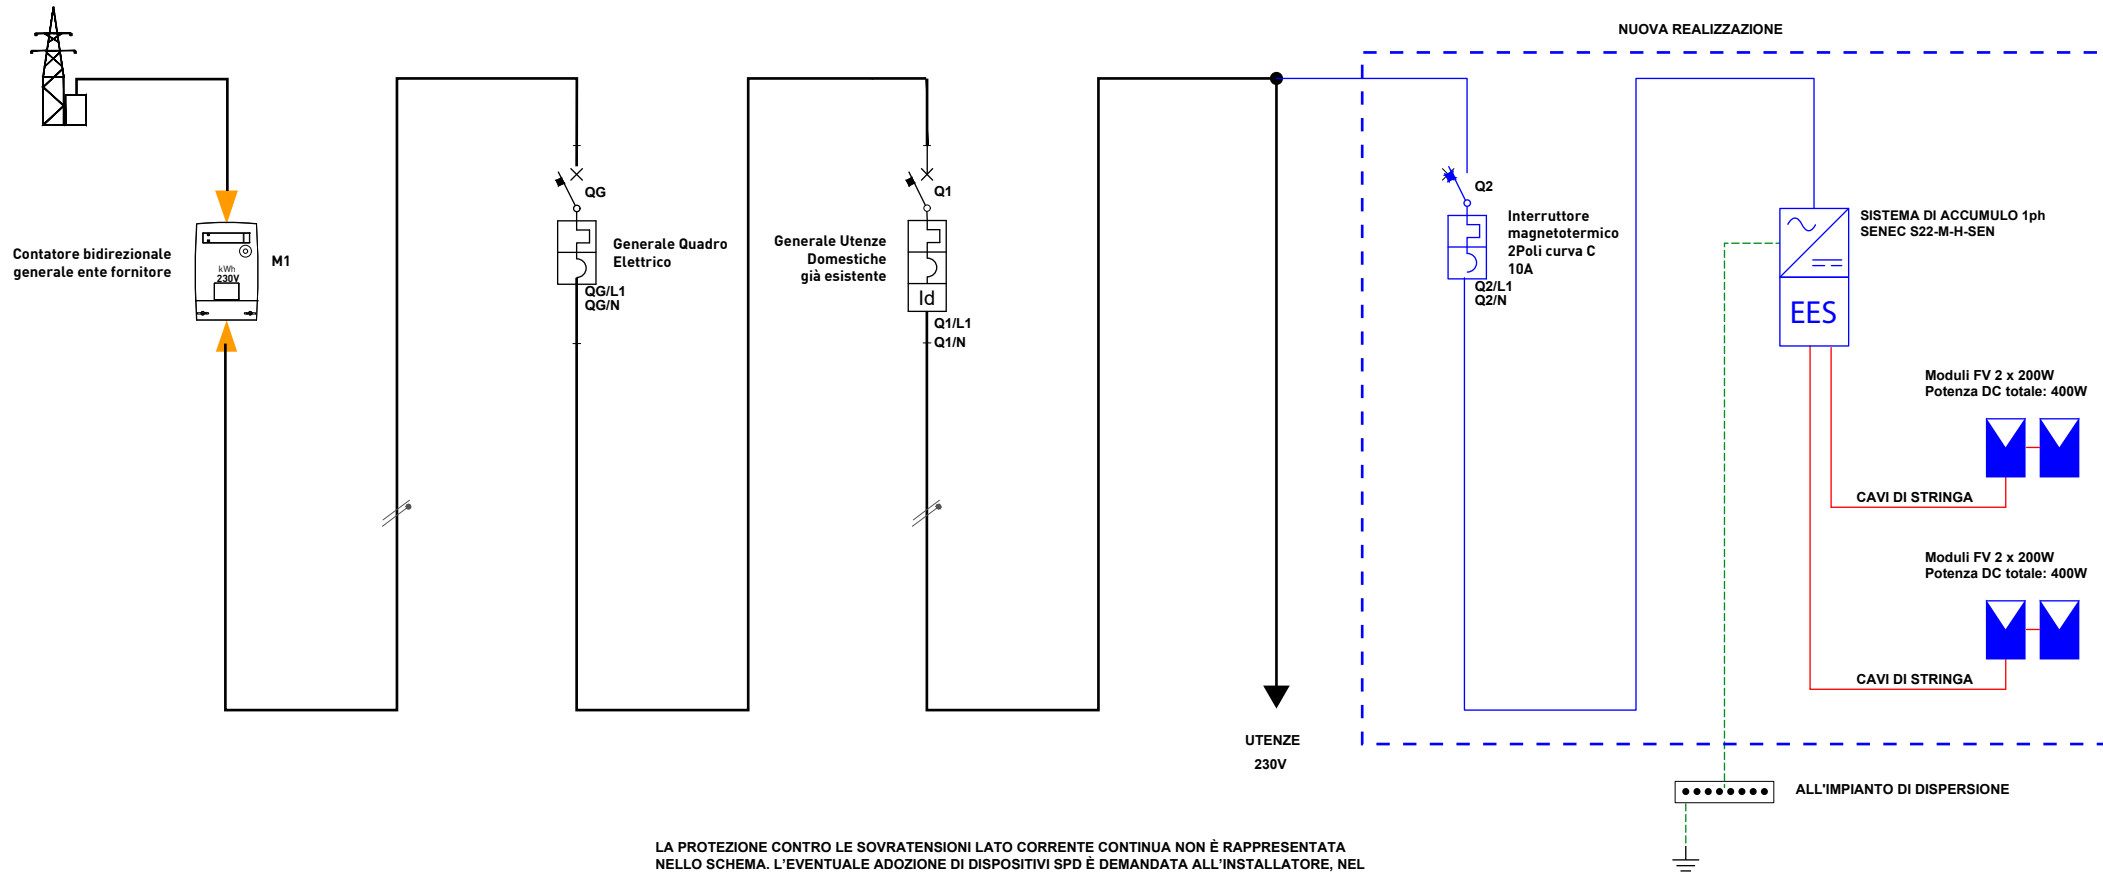 NUOVA REALIZZAZIONE
Contatore bidirezionale
generale ente fornitore
kWh
230V
M1
QG
Generale Quadro
Elettrico
QG/L1
QG/N
Generale Utenze
Domestiche
già esistente
Q1
Id
Q1/L1
Q1/N
Q2
Interruttore
magnetotermico
2Poli curva C
10A
Q2/L1
Q2/N
SISTEMA DI ACCUMULO 1ph
SENEC S22-M-H-SEN
EES
Moduli FV 2 x 200W
Potenza DC totale: 400W
CAVI DI STRINGA
Moduli FV 2 x 200W
Potenza DC totale: 400W
CAVI DI STRINGA
UTENZE
230V
ALL'IMPIANTO DI DISPERSIONE
LA PROTEZIONE CONTRO LE SOVRATENSIONI LATO CORRENTE CONTINUA NON È RAPPRESENTATA
NELLO SCHEMA. L’EVENTUALE ADOZIONE DI DISPOSITIVI SPD È DEMANDATA ALL’INSTALLATORE, NEL